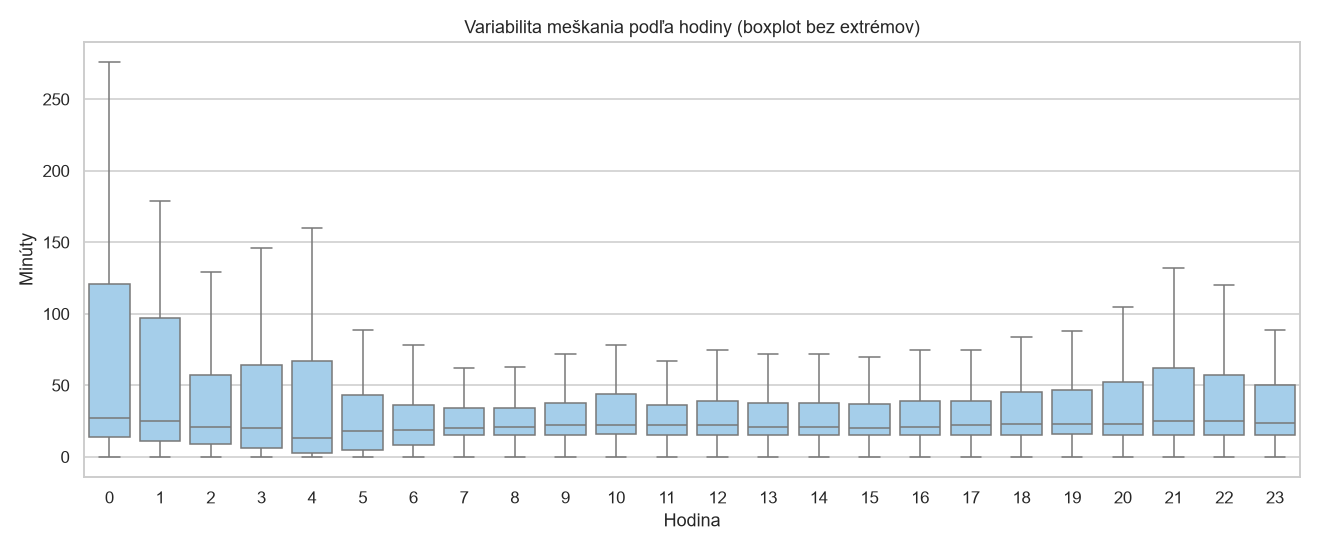 Variabilita meškania podľa hodiny (boxplot bez extrémov)
Minúty
250
200
150
100
50
0
0 1 2 3 4 5 6 7 8 9 10 11 12 13 14 15 16 17 18 19 20 21 22 23
Hodina